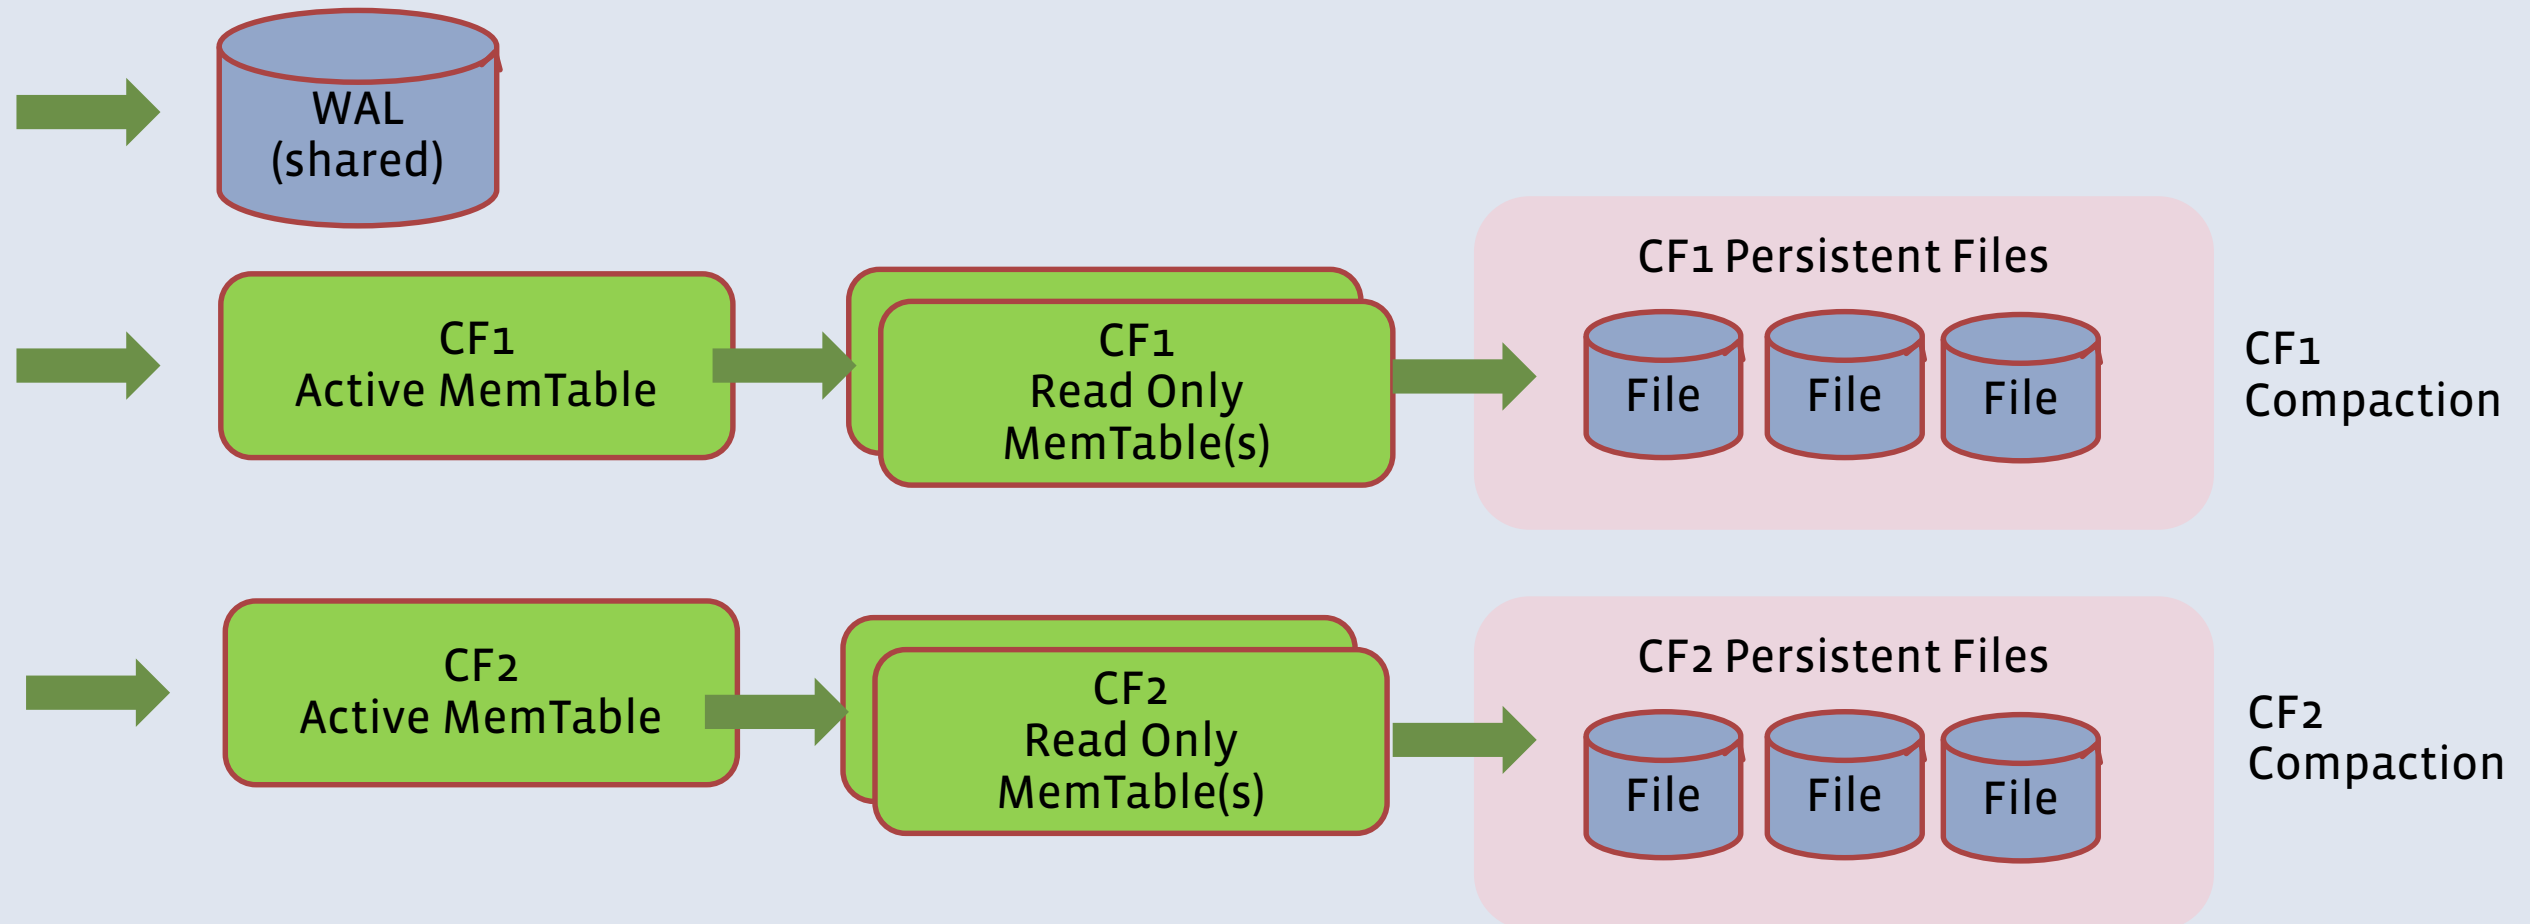 WAL
(shared)
CF1
Active MemTable
CF1
Read Only
MemTable(s)
CF1 Persistent Files
File
File
File
CF1
Compaction
CF2
Active MemTable
CF2
Read Only
MemTable(s)
CF2 Persistent Files
File
File
File
CF2
Compaction